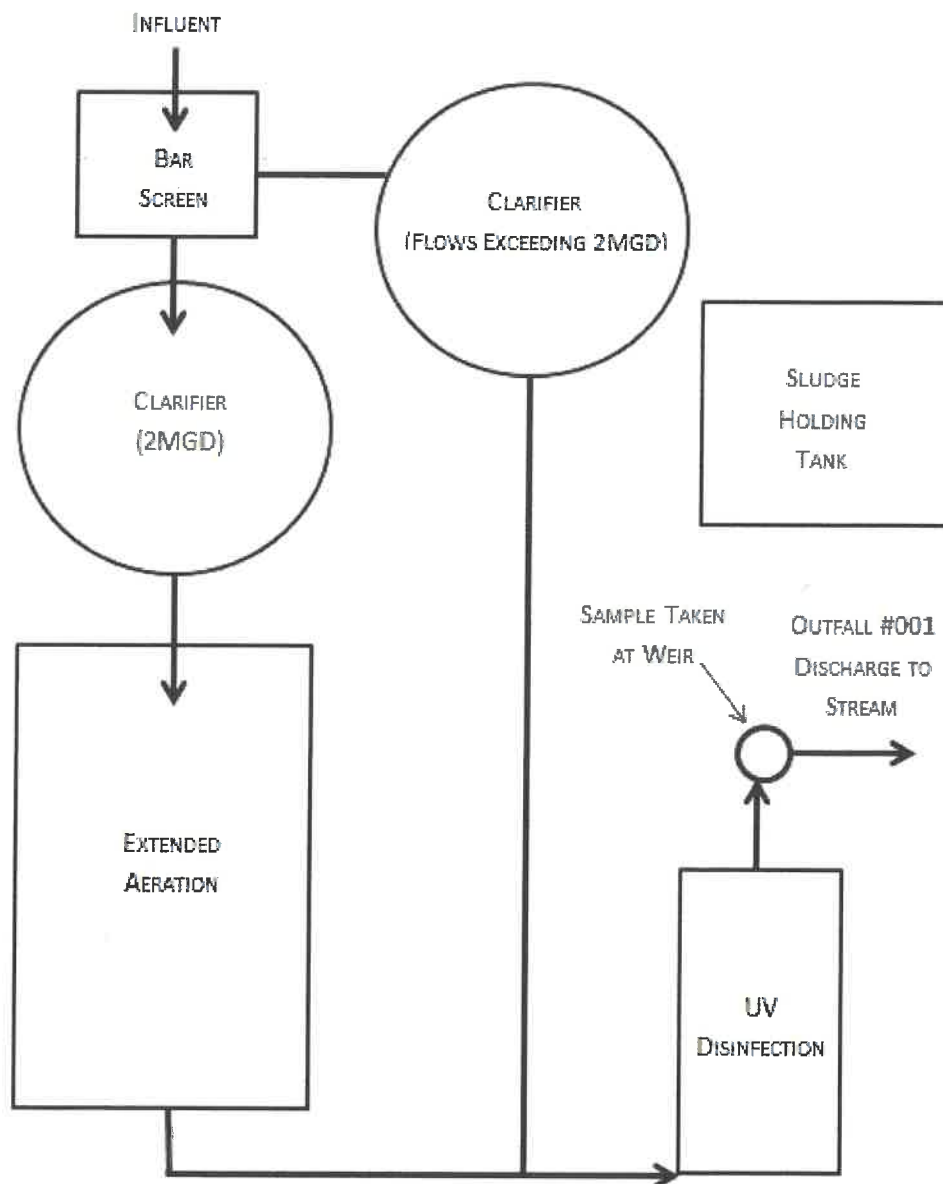 INFLUENT
BAR
SCREEN
CLARIFIER
(FLOWS EXCEEDING 2MGD)
CLARIFIER
(2MGD)
SLUDGE
HOLDING
TANK
SAMPLE TAKEN
AT WEIR
OUTFALL #001
DISCHARGE TO
STREAM
EXTENDED
AERATION
UV
DISINFECTION